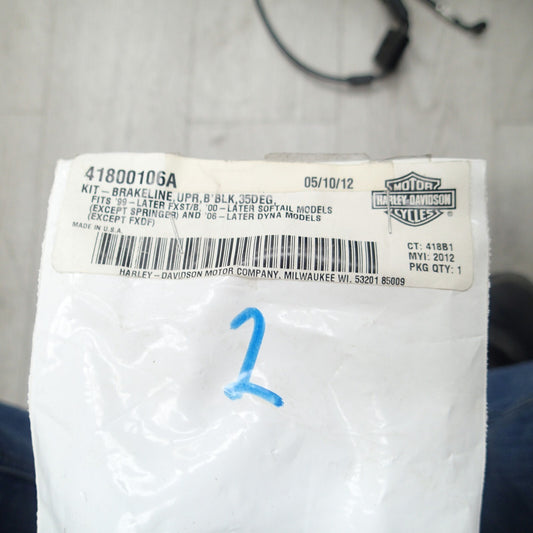 41800106A 05/10/12
KIT-BRAKELINE,UPR,B'BLK,35DEG,
FITS '99-LATER FXST/B, '00-LATER SOFTAIL MODELS
(EXCEPT SPRINGER) AND '06-LATER DYNA MODELS
(EXCEPT FXDF)
MADE IN U.S.A.
MOTOR
HARLEY-DAVIDSON
CYCLES
CT: 418B1
MYI: 2012
PKG QTY: 1
HARLEY-DAVIDSON MOTOR COMPANY, MILWAUKEE WI. 53201 85009
2